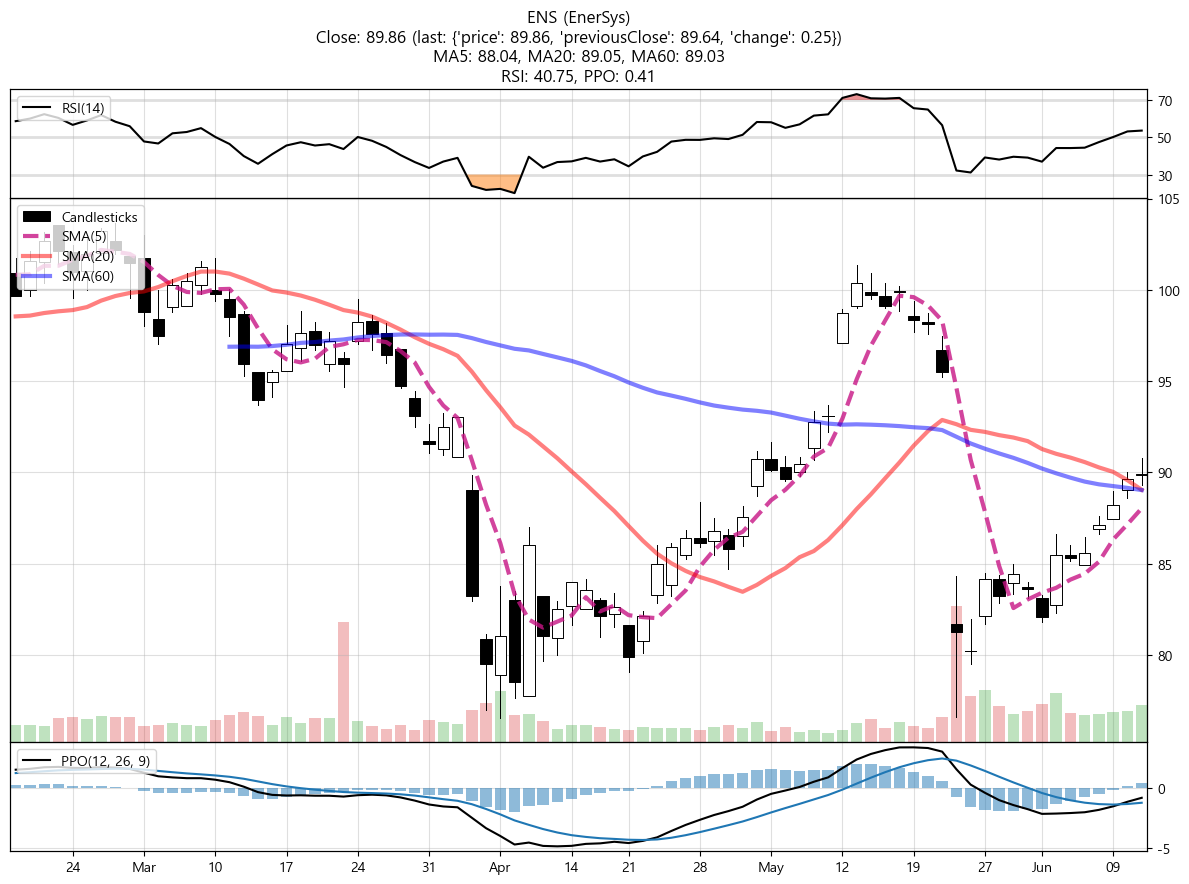 ENS (EnerSys)
Close: 89.86 (last: {'price': 89.86, 'previousClose': 89.64, 'change': 0.25})
MA5: 88.04, MA20: 89.05, MA60: 89.03
RSI: 40.75, PPO: 0.41
RSI(14)
70
50
30
105
Candlesticks
SMA(5)
SMA(20)
SMA(60)
100
95
90
85
80
PPO(12, 26, 9)
0
-5
24 Mar 10 17 24 31 Apr 14 21 28 May 12 19 27 Jun 09